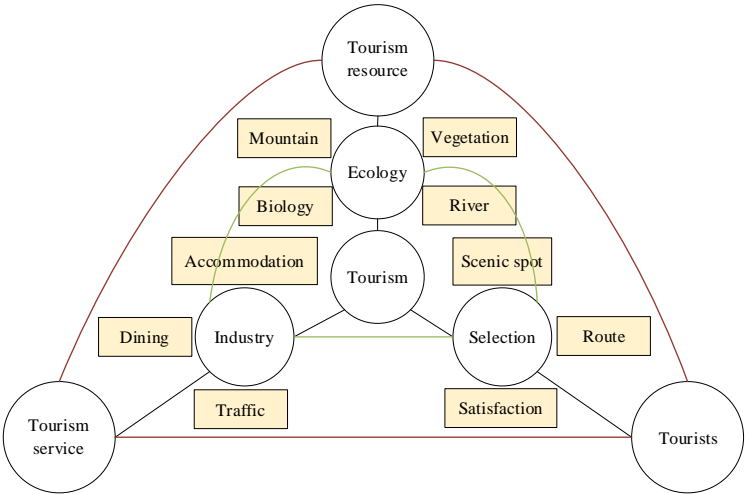 Tourism
resource
Mountain
Vegetation
Ecology
Biology
River
Accommodation
Tourism
Scenic spot
Dining
Industry
Selection
Route
Traffic
Satisfaction
Tourism
service
Tourists